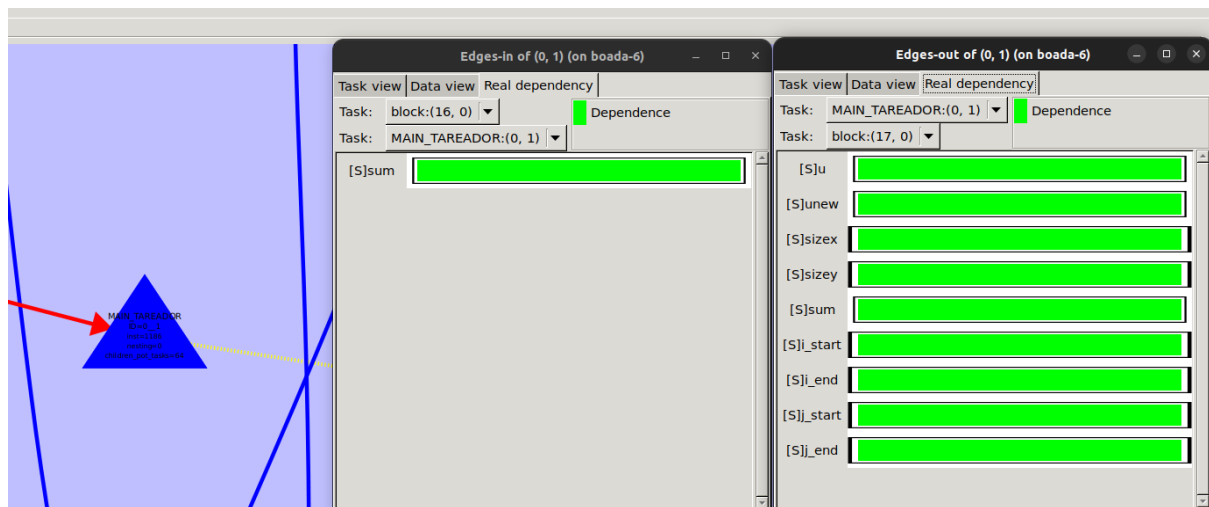 Edges-in of (0, 1) (on boada-6)
Task view Data view Real dependency
Task: block:(16, 0)
Dependence
Task: MAIN_TAREADOR:(0, 1)
[S]sum
Edges-out of (0, 1) (on boada-6)
Task view Data view Real dependency
Task: MAIN_TAREADOR:(0, 1)
Dependence
Task: block:(17, 0)
[S]u
[S]unew
[S]sizex
[S]sizey
[S]sum
[S]i_start
[S]i_end
[S]j_start
[S]j_end
MAIN_TAREADOR